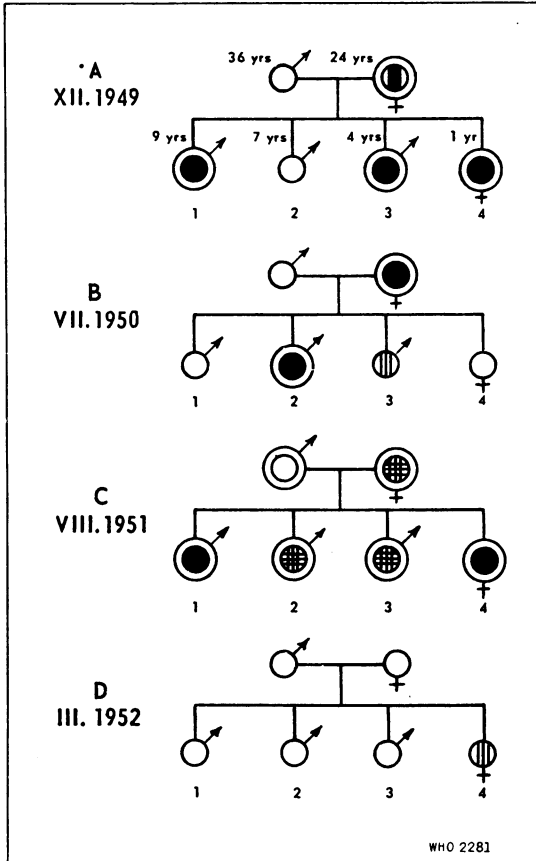 36 yrs 24 yrs
A
XII.1949
9 yrs 7 yrs 4 yrs 1 yr
1 2 3 4
B
VII.1950
1 2 3 4
C
VIII.1951
1 2 3 4
D
III. 1952
1 2 3 4
WHO 2281